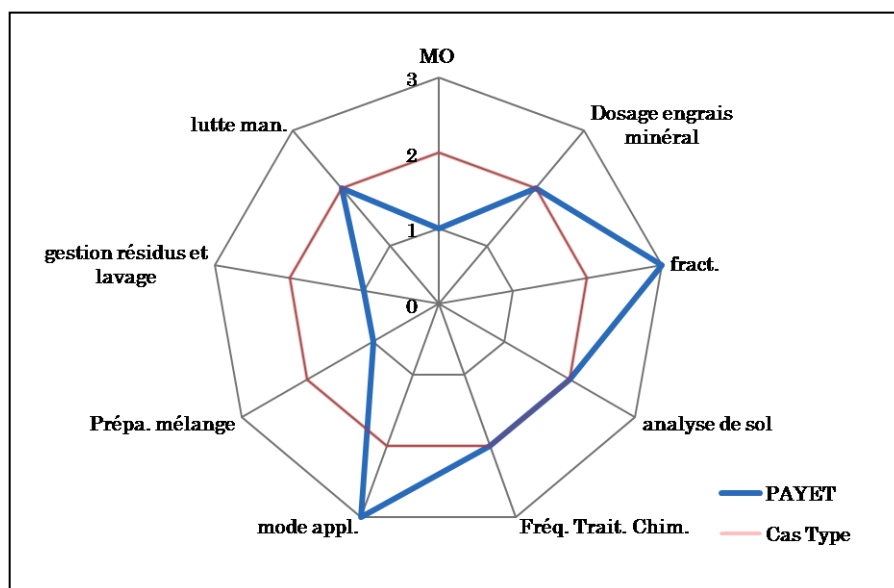 MO
3
Dosage engrais
minéral
lutte man.
2
1
gestion résidus et
lavage
fract.
0
Prépa. mélange
analyse de sol
mode appl.
Fréq. Trait. Chim.
PAYET
Cas Type